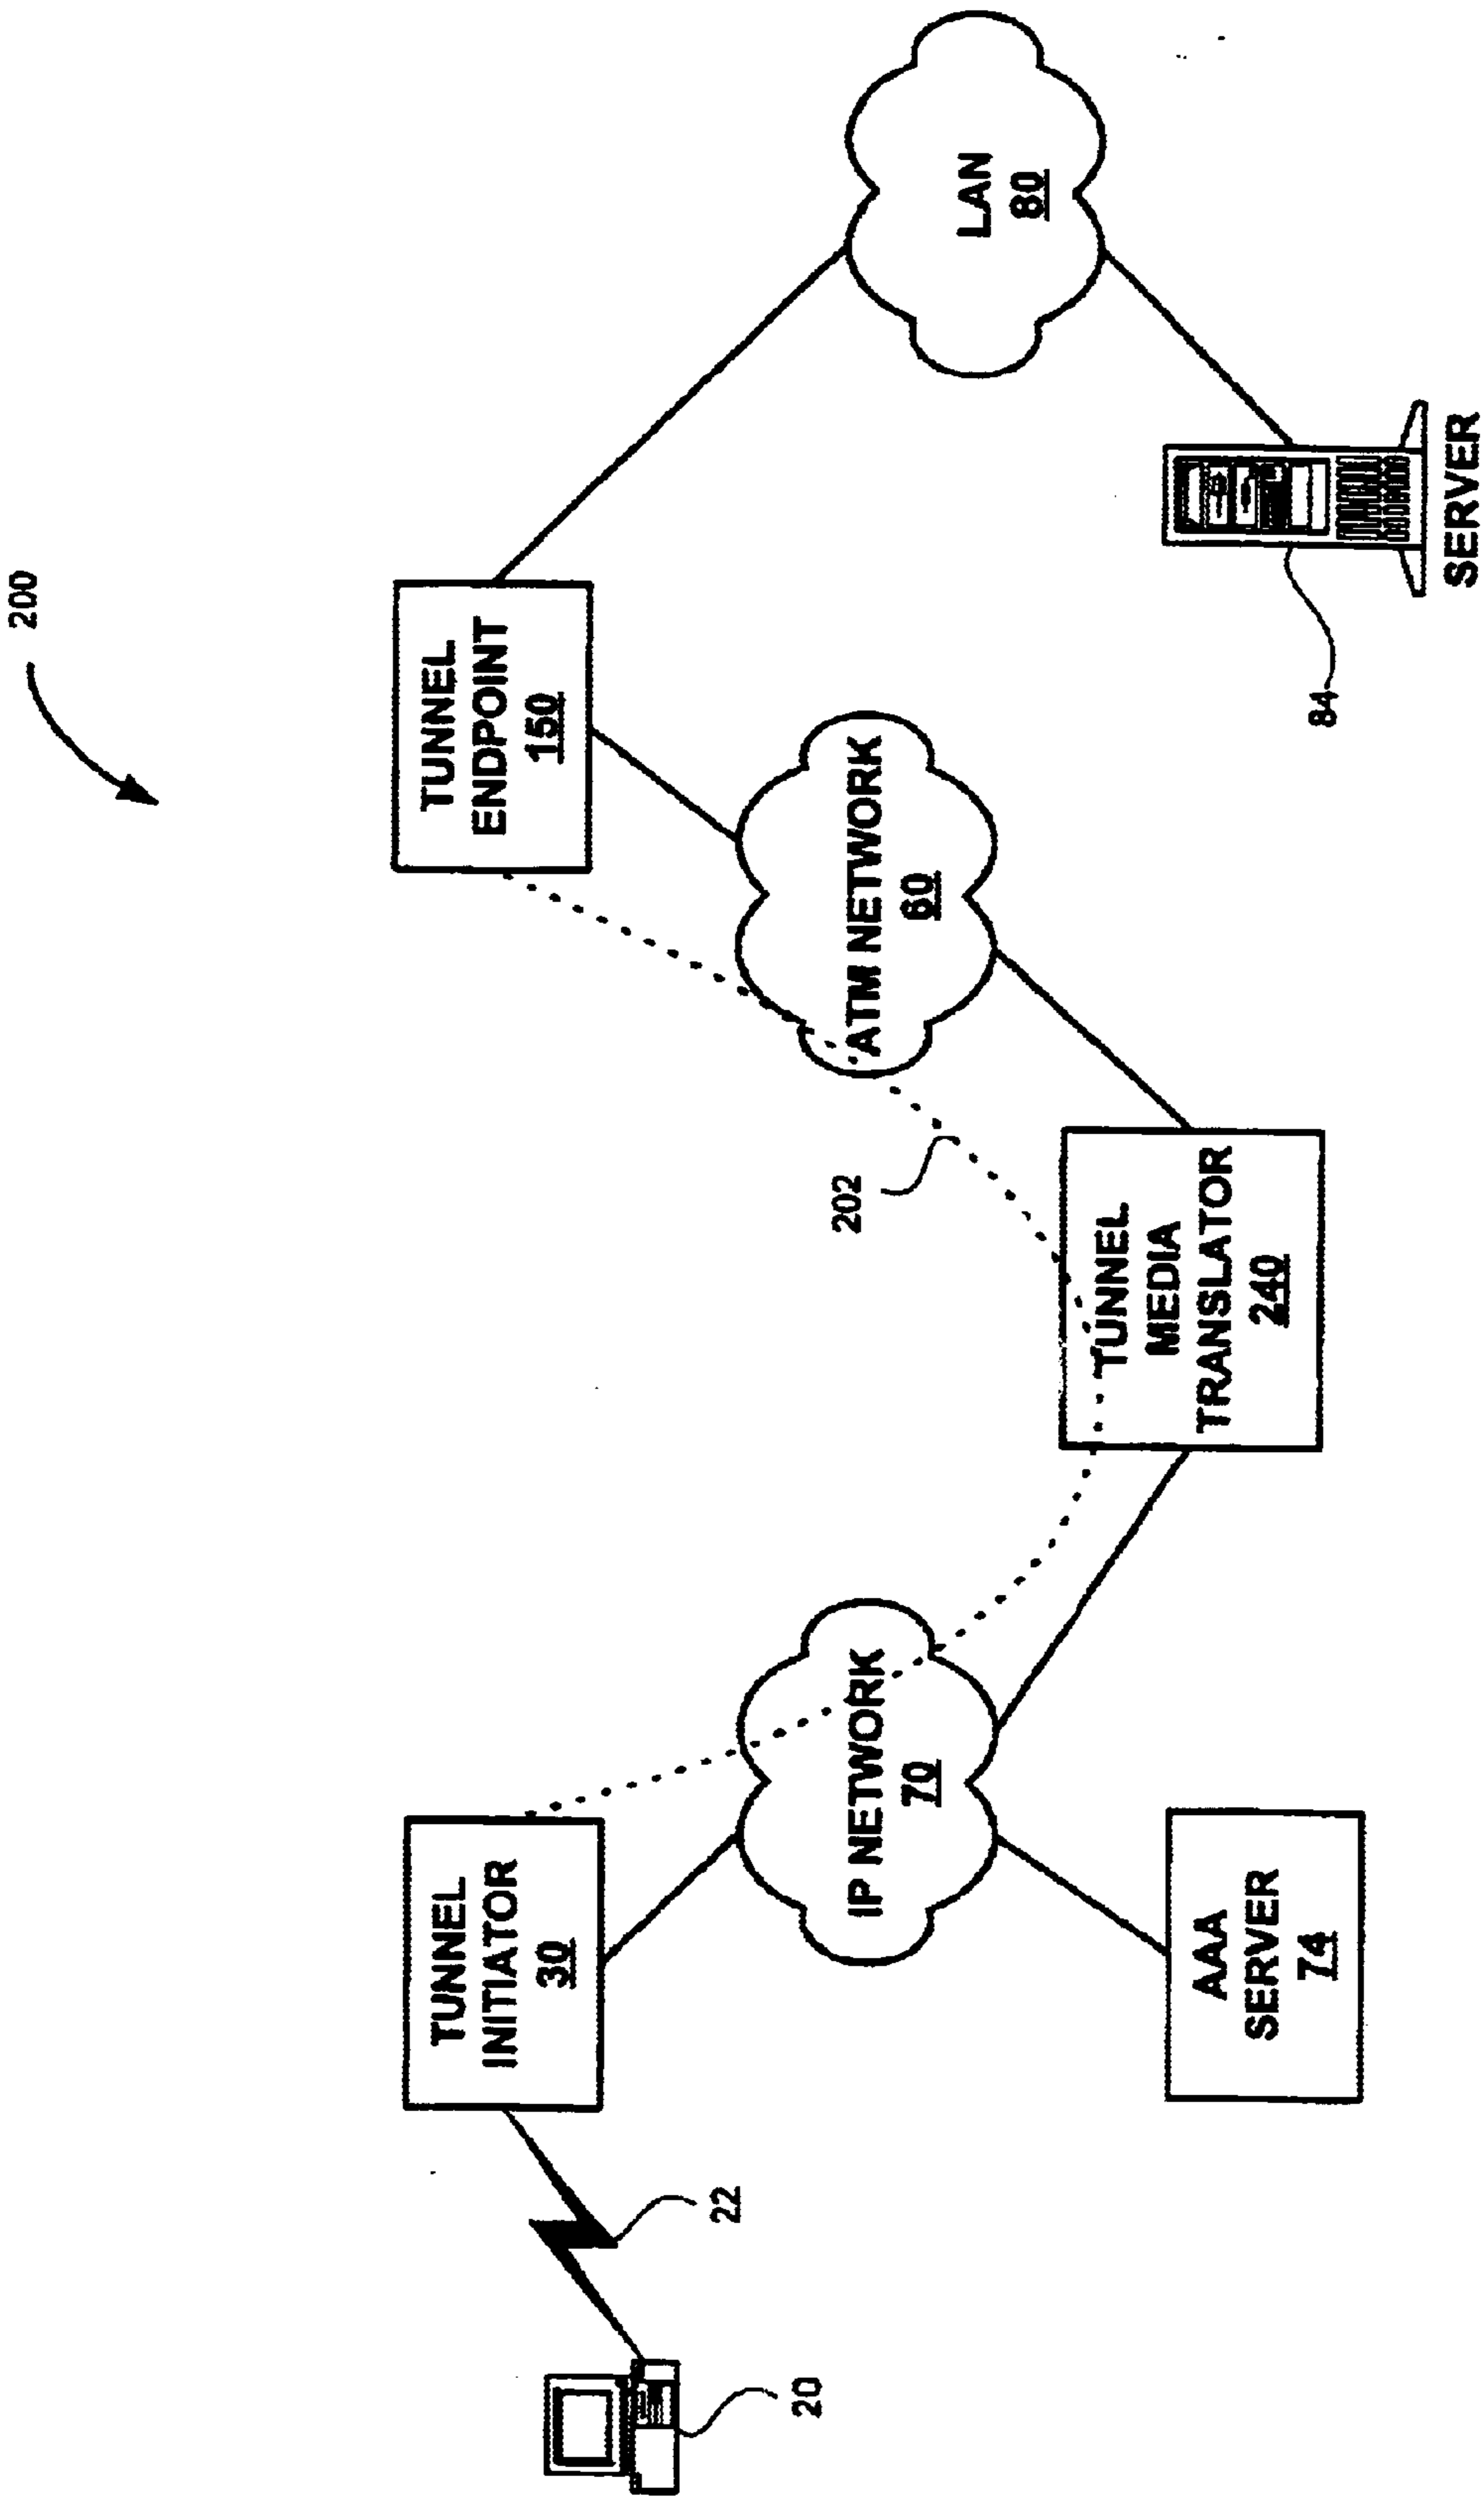 200
TUNNEL
INITIATOR
30
TUNNEL
ENDPOINT
150
22
20
IP NETWORK
70
202
ATM NETWORK
60
LAN
80
AAA
SERVER
74
TUNNEL
MEDIA
TRANSLATOR
240
84
SERVER